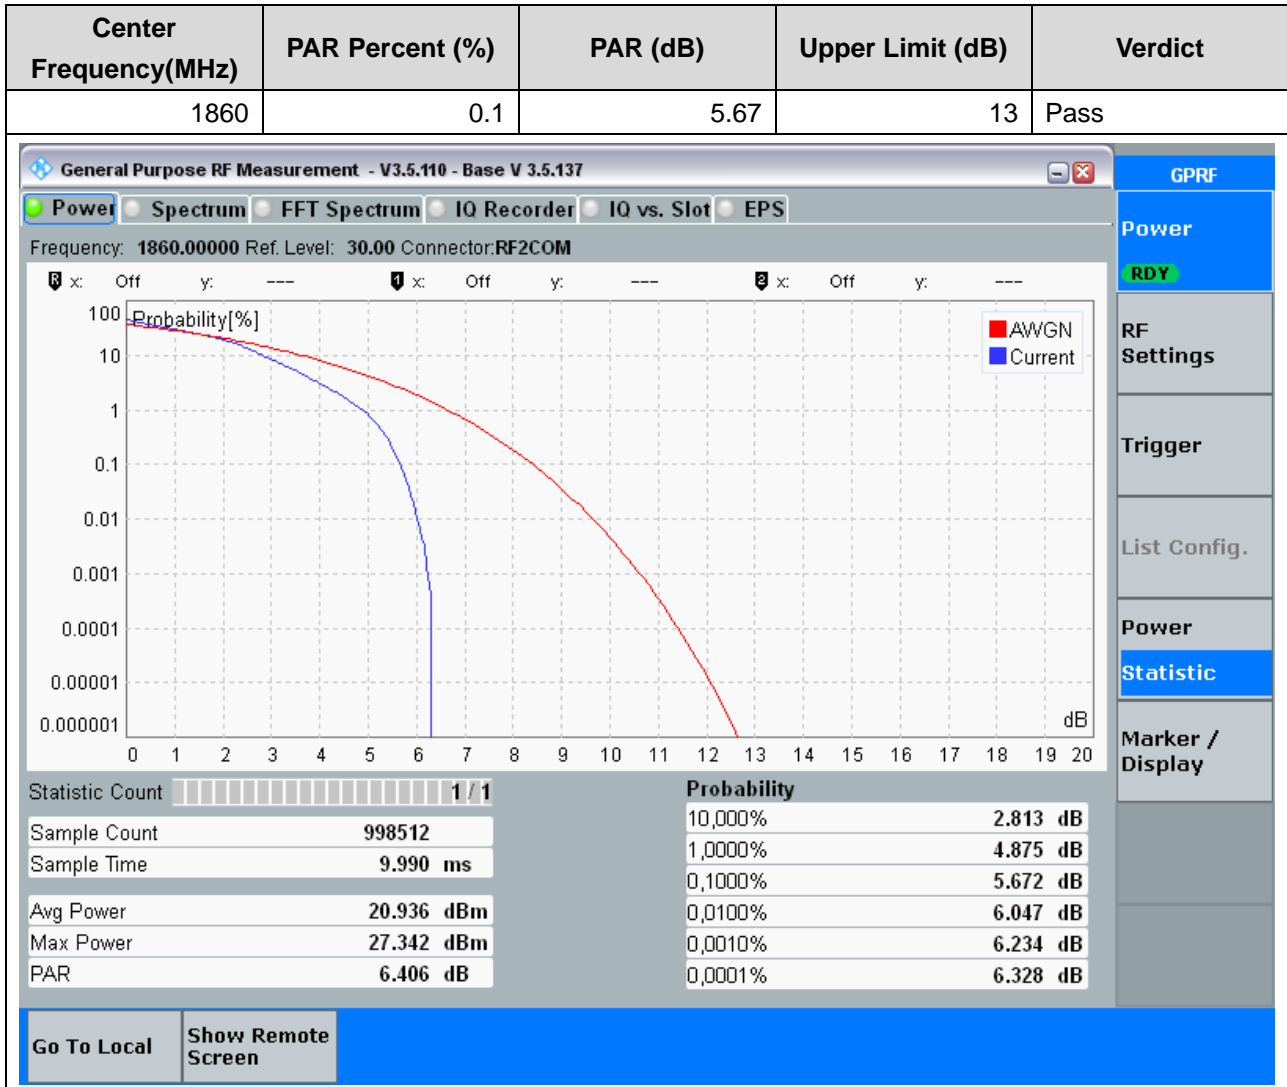 Center Frequency(MHz) PAR Percent (%) PAR (dB) Upper Limit (dB) Verdict
1860 0.1 5.67 13 Pass
General Purpose RF Measurement - V3.5.110 - Base V 3.5.137
GPRF
Power Spectrum FFT Spectrum IQ Recorder IQ vs. Slot EPS
Frequency: 1860.00000 Ref. Level: 30.00 Connector:RF2COM
R x: Off y: --- 1 x: Off y: --- 2 x: Off y: ---
Probability[%]
AWGN
Current
100
10
1
0.1
0.01
0.001
0.0001
0.00001
0.000001
dB
0 1 2 3 4 5 6 7 8 9 10 11 12 13 14 15 16 17 18 19 20
Statistic Count 1 / 1
Sample Count 998512
Sample Time 9.990 ms
Avg Power 20.936 dBm
Max Power 27.342 dBm
PAR 6.406 dB
Probability
10,000% 2.813 dB
1,0000% 4.875 dB
0,1000% 5.672 dB
0,0100% 6.047 dB
0,0010% 6.234 dB
0,0001% 6.328 dB
Power
RDY
RF
Settings
Trigger
List Config.
Power
Statistic
Marker /
Display
Go To Local
Show Remote
Screen